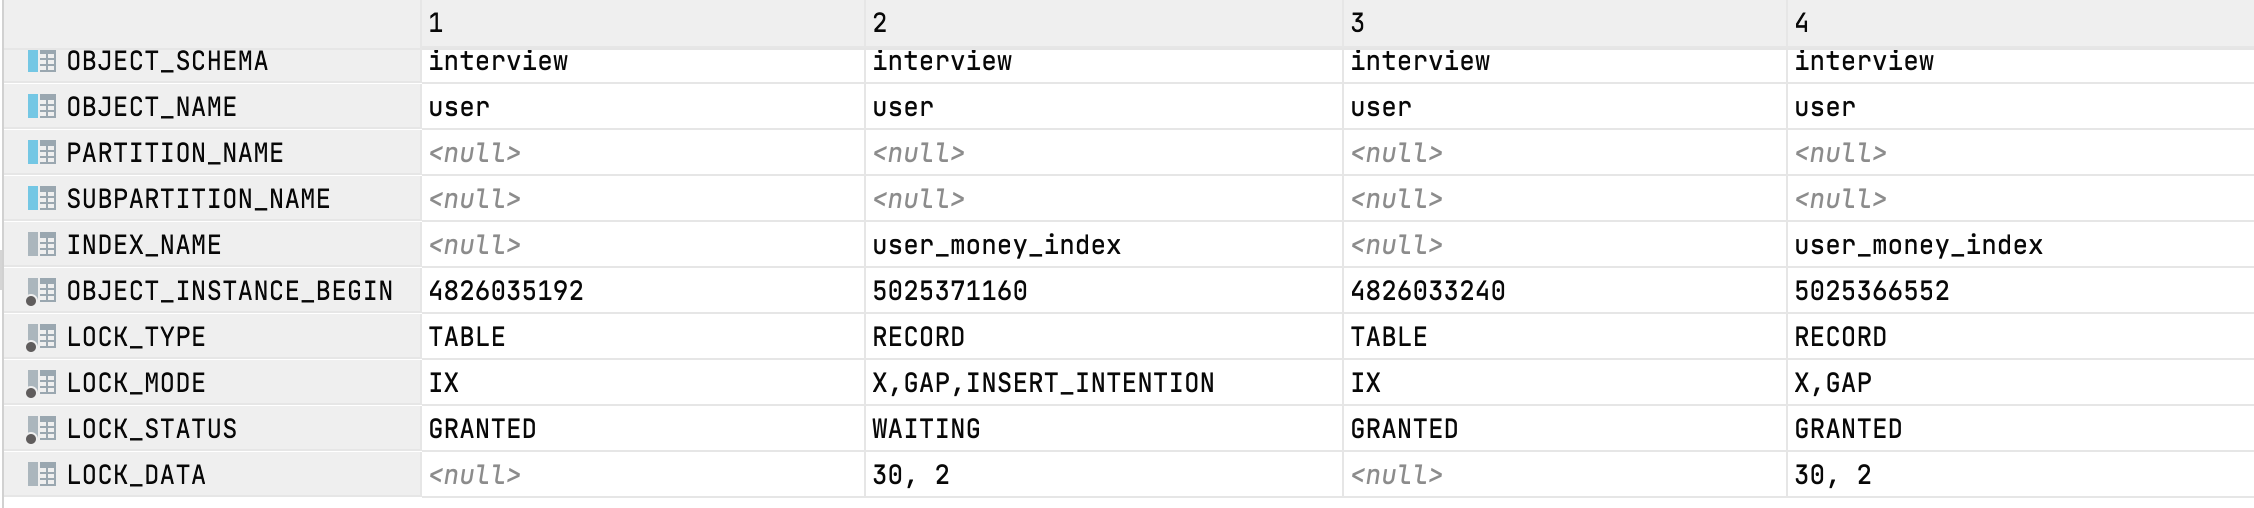 1 2 3 4
OBJECT_SCHEMA interview interview interview interview
OBJECT_NAME user user user user
PARTITION_NAME <null> <null> <null> <null>
SUBPARTITION_NAME <null> <null> <null> <null>
INDEX_NAME <null> user_money_index <null> user_money_index
OBJECT_INSTANCE_BEGIN 4826035192 5025371160 4826033240 5025366552
LOCK_TYPE TABLE RECORD TABLE RECORD
LOCK_MODE IX X,GAP,INSERT_INTENTION IX X,GAP
LOCK_STATUS GRANTED WAITING GRANTED GRANTED
LOCK_DATA <null> 30, 2 <null> 30, 2